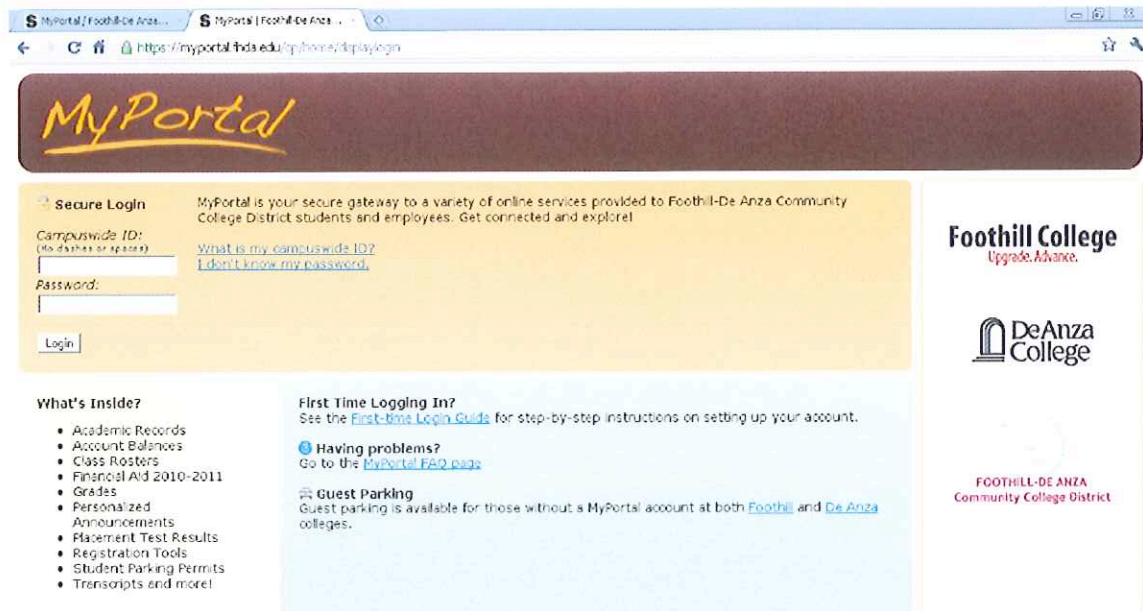 MyPortal / Foothill-De Anza...
MyPortal | Foothill-De Anza ...
https://myportal.fhda.edu/cp/home/displaylogin
MyPortal
Secure Login
Campuswide ID:
(No dashes or spaces)
Password:
Login
MyPortal is your secure gateway to a variety of online services provided to Foothill-De Anza Community
College District students and employees. Get connected and explore!
What is my campuswide ID?
I don't know my password.
Foothill College
Upgrade. Advance.
DeAnza
College
FOOTHILL-DE ANZA
Community College District
What's Inside?
• Academic Records
• Account Balances
• Class Rosters
• Financial Aid 2010-2011
• Grades
• Personalized
Announcements
• Placement Test Results
• Registration Tools
• Student Parking Permits
• Transcripts and more!
First Time Logging In?
See the First-time Login Guide for step-by-step instructions on setting up your account.
Having problems?
Go to the MyPortal FAQ page
Guest Parking
Guest parking is available for those without a MyPortal account at both Foothill and De Anza
colleges.